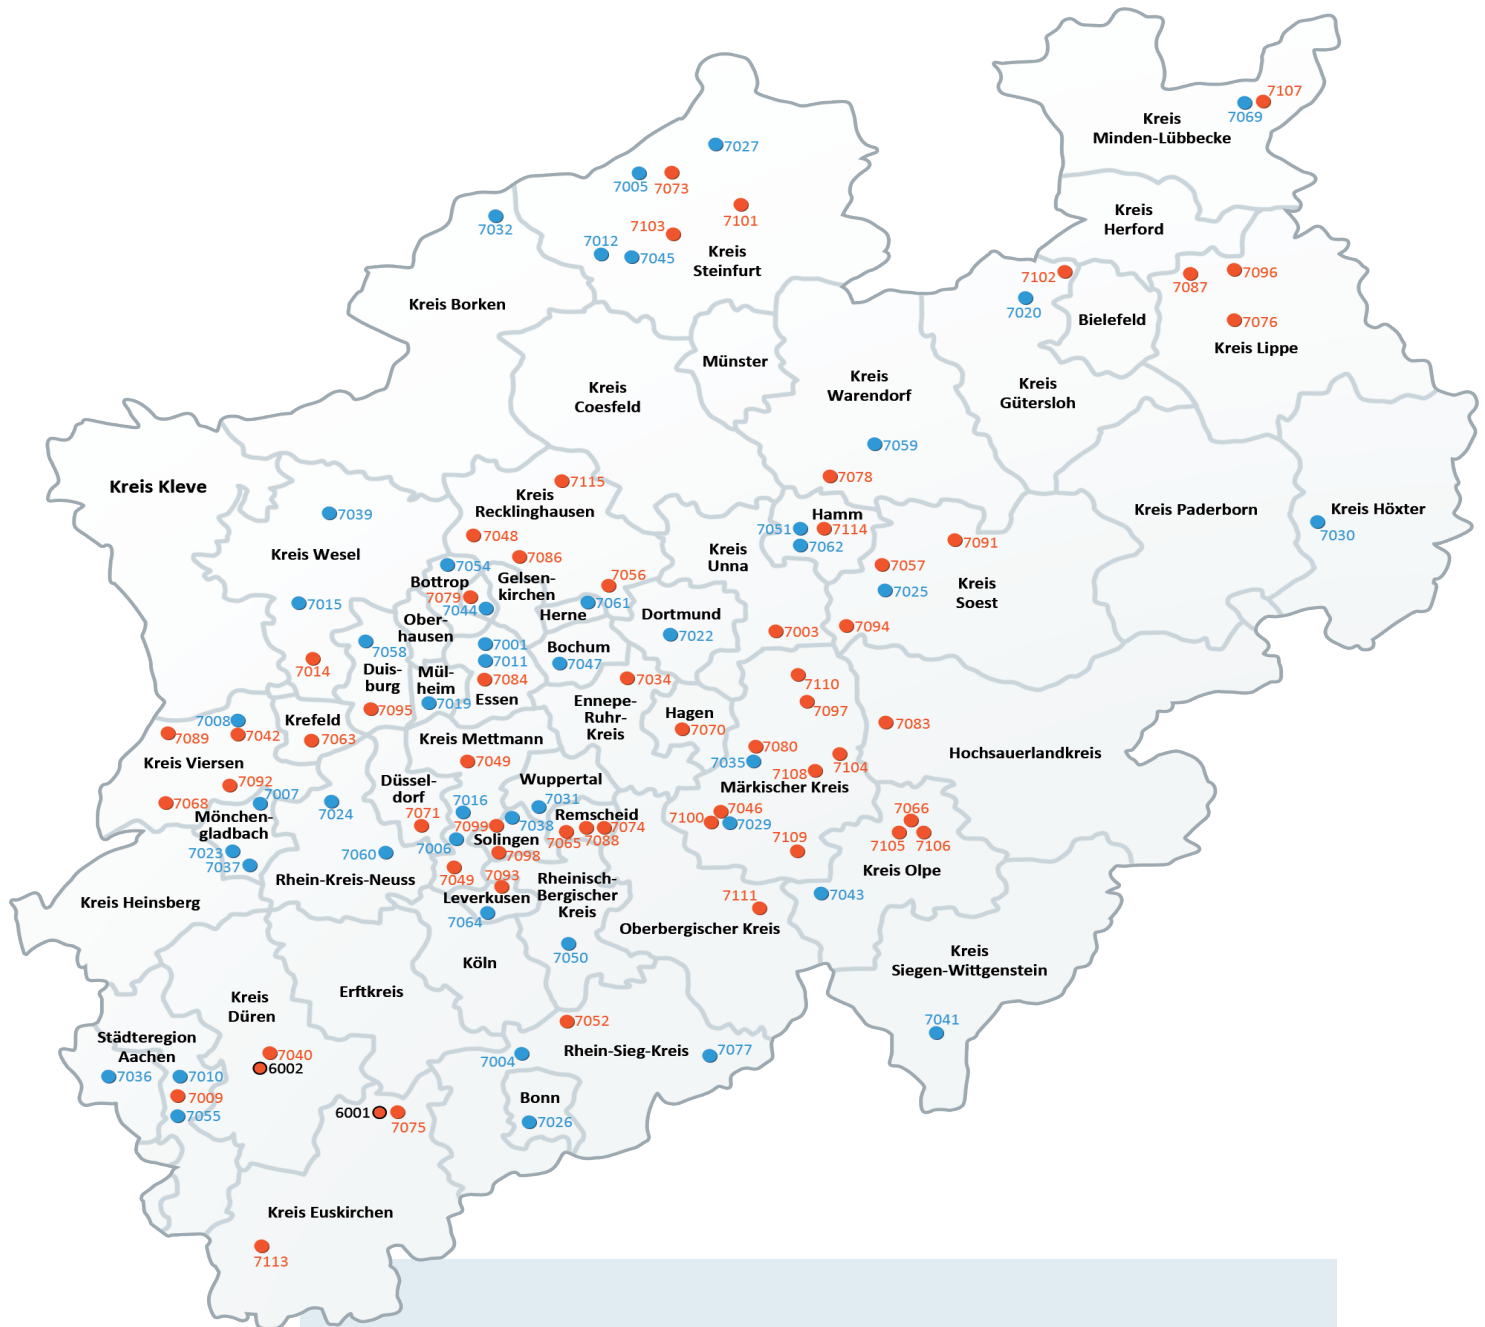 7107
7069
Kreis
Minden-Lübbecke
7027
7005
7073
7101
7103
7012
7045
Kreis
Steinfurt
7032
Kreis
Herford
Kreis Borken
7102
7020
Bielefeld
7087
7096
7076
Kreis Lippe
Münster
Kreis
Coesfeld
Kreis
Warendorf
Kreis
Gütersloh
7059
7078
Kreis Kleve
7115
Kreis
Recklinghausen
7039
Kreis Wesel
7048
7086
Hamm
7051
7114
7062
Kreis
Unna
7091
7057
7025
Kreis
Soest
Kreis Paderborn
Kreis Höxter
7030
7054
Bottrop
7079
7044
Gelsen-
kirchen
7056
7061
Herne
Dortmund
7022
7003
7094
7015
Ober-
hausen
7058
7014
Duis-
burg
7095
Mül-
heim
7019
7001
7011
7084
Essen
Bochum
7047
7034
Ennepe-
Ruhr-
Kreis
Hagen
7070
7110
7097
7083
Hochsauerlandkreis
7080
7035
7108
7104
Märkischer Kreis
7008
7089
7042
Krefeld
7063
Kreis Viersen
7092
7068
7007
Mönchen-
gladbach
7023
7037
7024
Kreis Mettmann
7049
Düssel-
dorf
7071
Wuppertal
7031
7016
7038
7099
7006
Solingen
7098
Remscheid
7065
7088
7074
7100
7046
7029
7109
7066
7105
7106
Kreis Olpe
7060
Rhein-Kreis-Neuss
7049
7093
Leverkusen
7064
Rheinisch-
Bergischer
Kreis
7050
7111
Oberbergischer Kreis
7043
Kreis Heinsberg
Kreis
Siegen-Wittgenstein
7041
Köln
Erftkreis
Kreis
Düren
7040
6002
Städteregion
Aachen
7036
7010
7009
7055
7052
Rhein-Sieg-Kreis
7004
7077
Bonn
7026
6001
7075
Kreis Euskirchen
7113